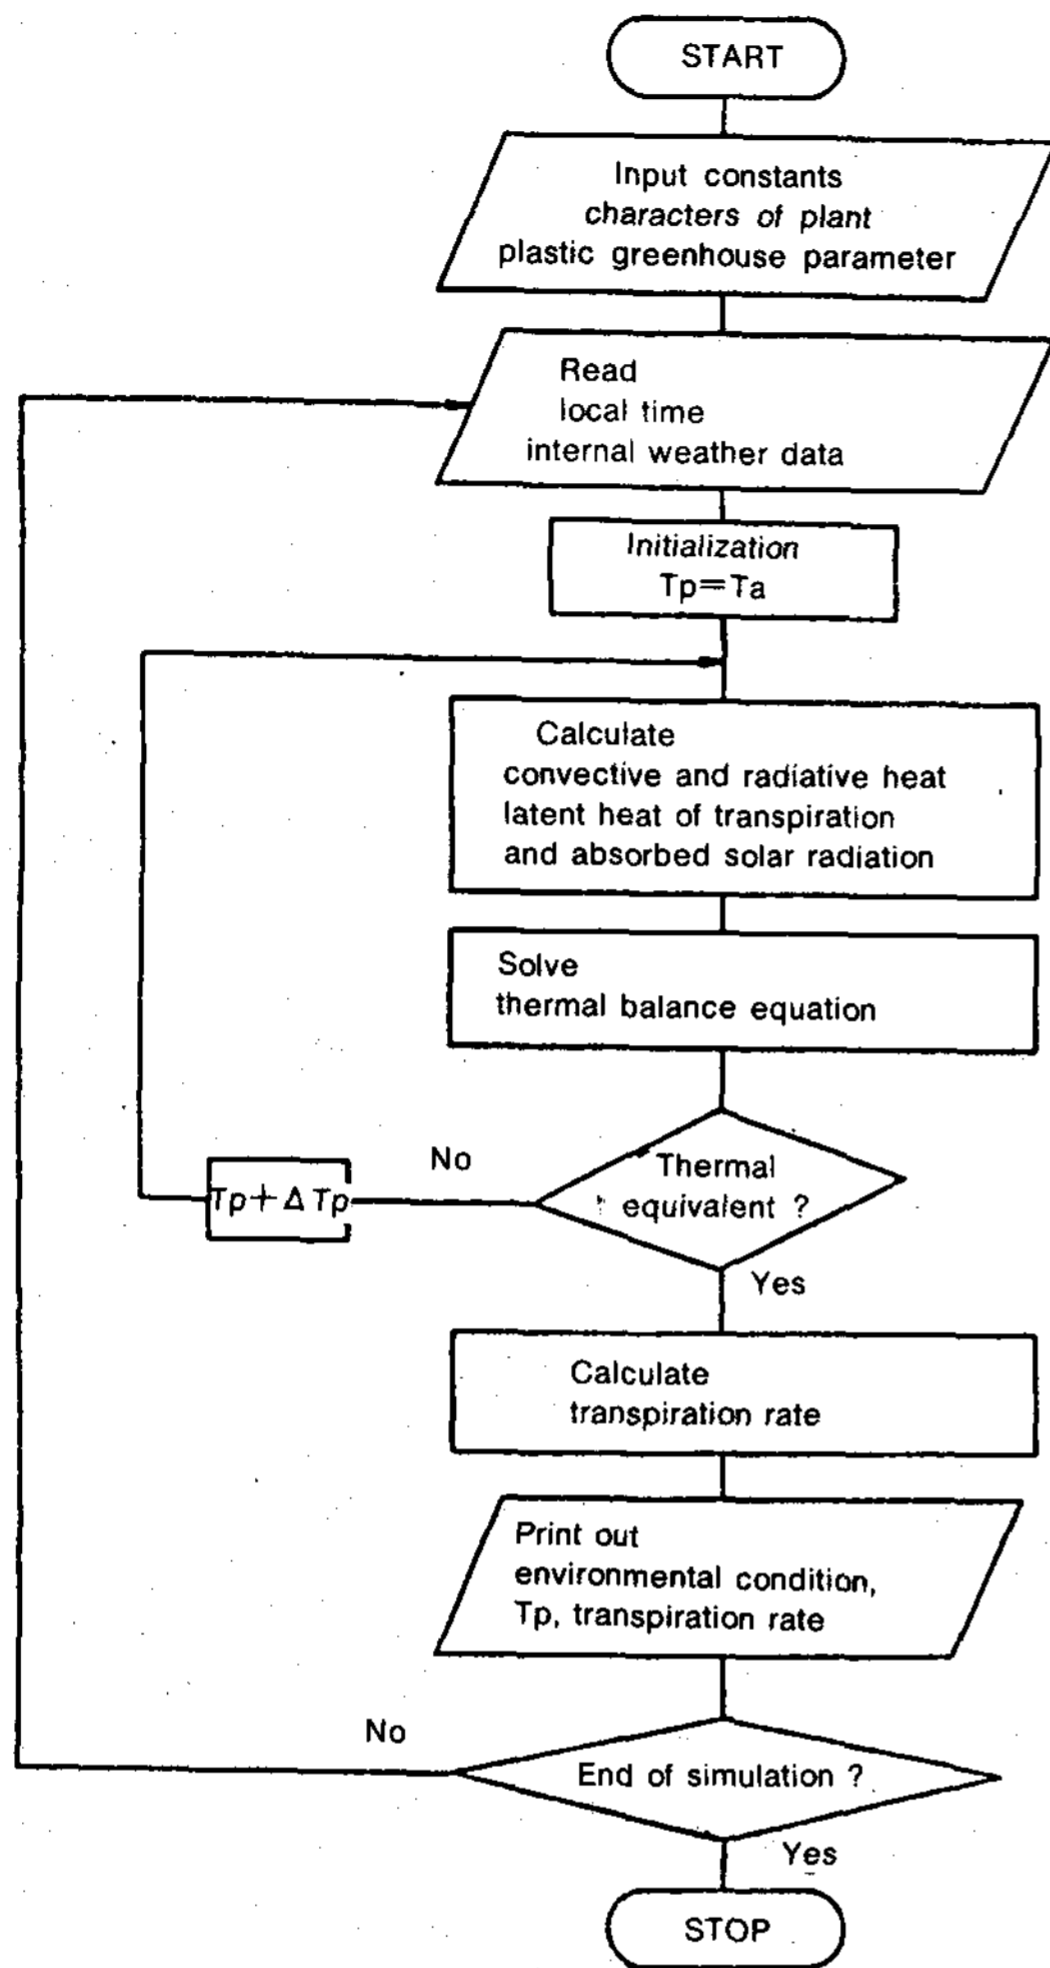 START
Input constants
characters of plant
plastic greenhouse parameter
Read
local time
internal weather data
Initialization
Tp=Ta
Calculate
convective and radiative heat
latent heat of transpiration
and absorbed solar radiation
Solve
thermal balance equation
No
Thermal
equivalent ?
Tp+Δ Tp
Yes
Calculate
transpiration rate
Print out
environmental condition,
Tp, transpiration rate
No
End of simulation ?
Yes
STOP